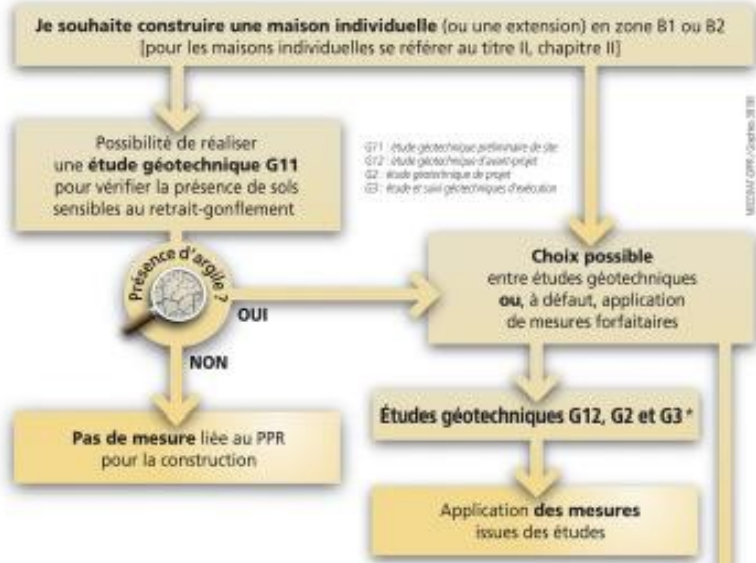 Je souhaite construire une maison individuelle (ou une extension) en zone B1 ou B2
[pour les maisons individuelles se référer au titre II, chapitre II]
Possibilité de réaliser
une étude géotechnique G11
pour vérifier la présence de sols
sensibles au retrait-gonflement
G11 : étude géotechnique préliminaire de site
G12 : étude géotechnique d'avant-projet
G2 : étude géotechnique de projet
G3 : étude et suivi géotechniques d'exécution
Présence d'argile ?
OUI
NON
Choix possible
entre études géotechniques
ou, à défaut, application
de mesures forfaitaires
Études géotechniques G12, G2 et G3 *
Pas de mesure liée au PPR
pour la construction
Application des mesures
issues des études